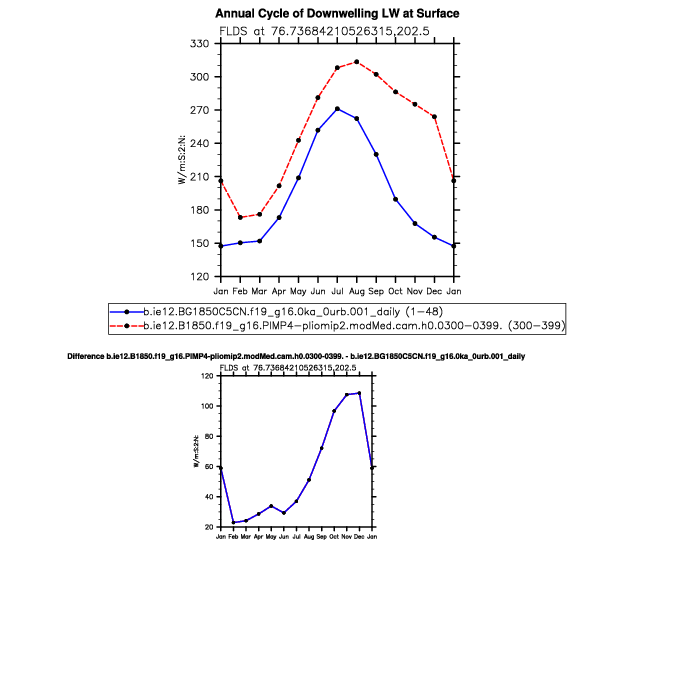 Annual Cycle of Downwelling LW at Surface
FLDS at 76.73684210526315,202.5
330
300
270
240
210
180
150
120
W/m:S:2:N:
Jan Feb Mar Apr May Jun Jul Aug Sep Oct Nov Dec Jan
b.ie12.BG1850C5CN.f19_g16.0ka_0urb.001_daily (1-48)
b.ie12.B1850.f19_g16.PIMP4-pliomip2.modMed.cam.h0.0300-0399. (300-399)
Difference b.ie12.B1850.f19_g16.PIMP4-pliomip2.modMed.cam.h0.0300-0399. - b.ie12.BG1850C5CN.f19_g16.0ka_0urb.001_daily
FLDS at 76.73684210526315,202.5
120
100
80
60
40
20
W/m:S:2:N:
Jan Feb Mar Apr May Jun Jul Aug Sep Oct Nov Dec Jan